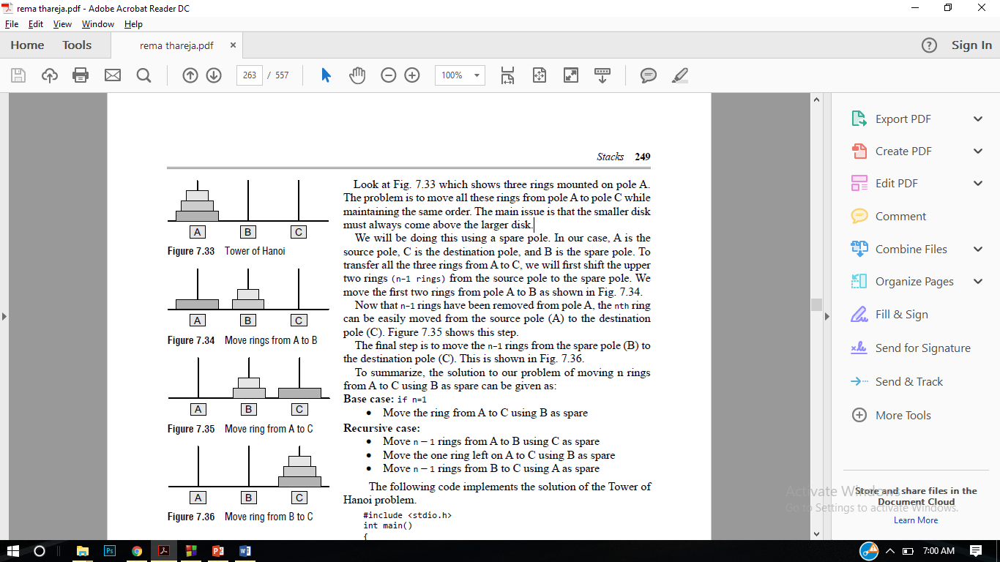 rema thareja.pdf - Adobe Acrobat Reader DC
File Edit View Window Help
Home Tools rema thareja.pdf × Sign In
263 / 557 100%
Stacks 249
A B C
Figure 7.33 Tower of Hanoi
A B C
Figure 7.34 Move rings from A to B
A B C
Figure 7.35 Move ring from A to C
A B C
Figure 7.36 Move ring from B to C
Look at Fig. 7.33 which shows three rings mounted on pole A.
The problem is to move all these rings from pole A to pole C while
maintaining the same order. The main issue is that the smaller disk
must always come above the larger disk.
We will be doing this using a spare pole. In our case, A is the
source pole, C is the destination pole, and B is the spare pole. To
transfer all the three rings from A to C, we will first shift the upper
two rings (n-1 rings) from the source pole to the spare pole. We
move the first two rings from pole A to B as shown in Fig. 7.34.
Now that n-1 rings have been removed from pole A, the nth ring
can be easily moved from the source pole (A) to the destination
pole (C). Figure 7.35 shows this step.
The final step is to move the n-1 rings from the spare pole (B) to
the destination pole (C). This is shown in Fig. 7.36.
To summarize, the solution to our problem of moving n rings
from A to C using B as spare can be given as:
Base case: if n=1
• Move the ring from A to C using B as spare
Recursive case:
• Move n – 1 rings from A to B using C as spare
• Move the one ring left on A to C using B as spare
• Move n – 1 rings from B to C using A as spare
The following code implements the solution of the Tower of
Hanoi problem.
#include <stdio.h>
int main()
{
Export PDF
Create PDF
Edit PDF
Comment
Combine Files
Organize Pages
Fill & Sign
Send for Signature
Send & Track
More Tools
Store and share files in the
Document Cloud
Learn More
Activate Windows
Go to Settings to activate Windows.
7:00 AM